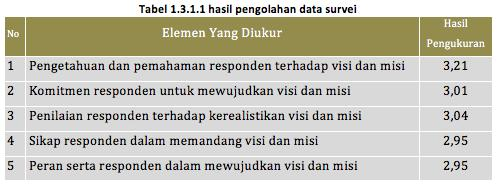 Tabel 1.3.1.1 hasil pengolahan data survei
No Elemen Yang Diukur Hasil Pengukuran
1 Pengetahuan dan pemahaman responden terhadap visi dan misi 3,21
2 Komitmen responden untuk mewujudkan visi dan misi 3,01
3 Penilaian responden terhadap kerealistikan visi dan misi 3,04
4 Sikap responden dalam memandang visi dan misi 2,95
5 Peran serta responden dalam mewujudkan visi dan misi 2,95